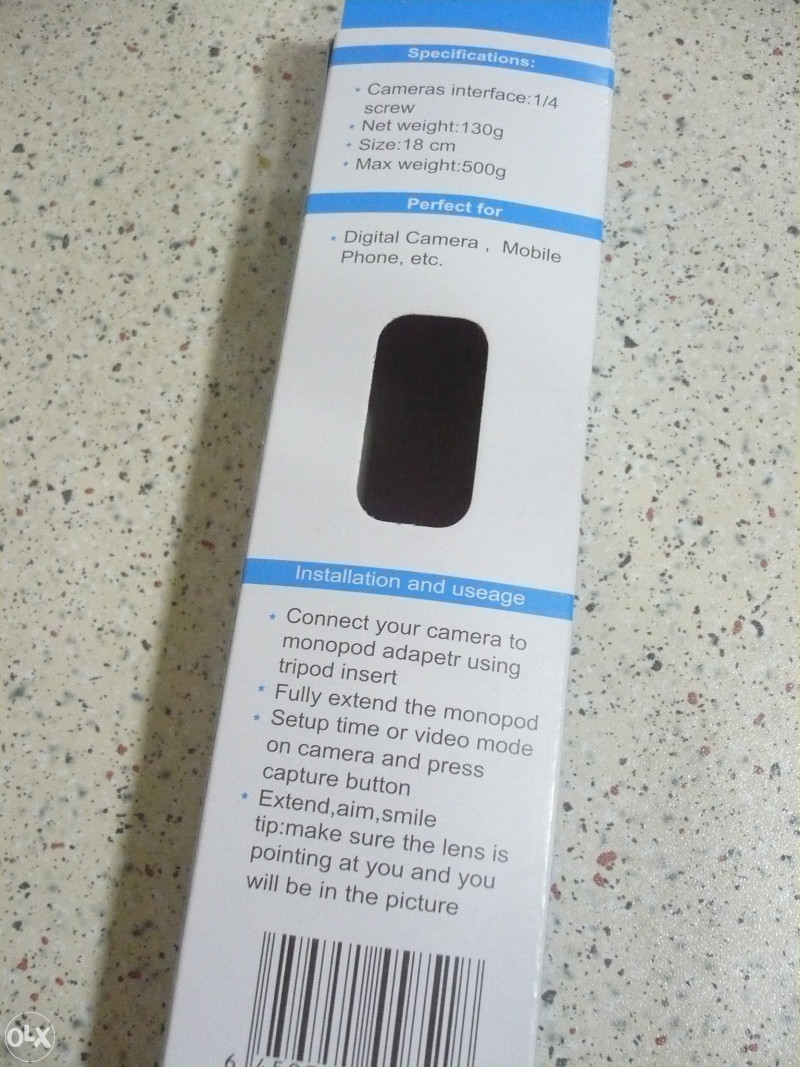 Specifications:
* Cameras interface:1/4
screw
* Net weight:130g
* Size:18 cm
* Max weight:500g
Perfect for
* Digital Camera , Mobile
Phone, etc.
Installation and useage
* Connect your camera to
monopod adapetr using
tripod insert
* Fully extend the monopod
* Setup time or video mode
on camera and press
capture button
* Extend,aim,smile
tip:make sure the lens is
pointing at you and you
will be in the picture
OLX